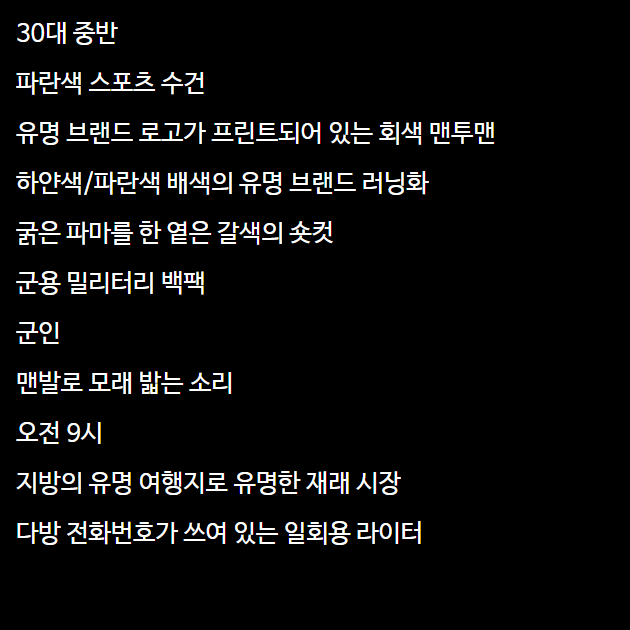 30대 중반
파란색 스포츠 수건
유명 브랜드 로고가 프린트되어 있는 회색 맨투맨
하얀색/파란색 배색의 유명 브랜드 러닝화
굵은 파마를 한 옅은 갈색의 숏컷
군용 밀리터리 백팩
군인
맨발로 모래 밟는 소리
오전 9시
지방의 유명 여행지로 유명한 재래 시장
다방 전화번호가 쓰여 있는 일회용 라이터